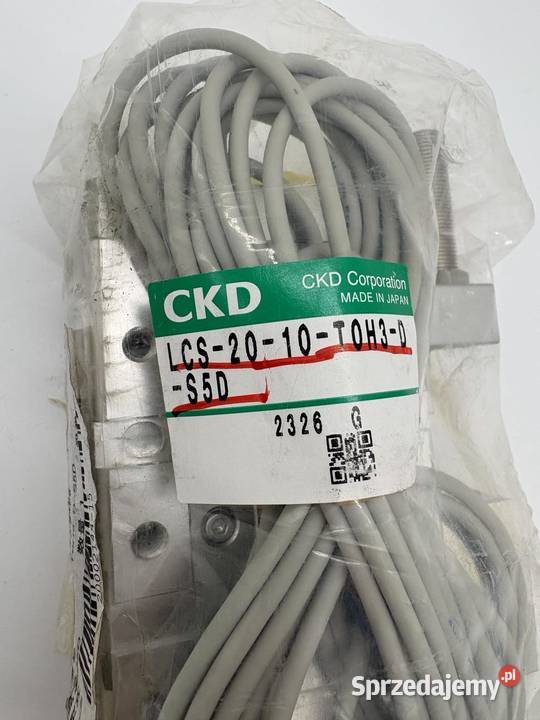 CKD
CKD Corporation
MADE IN JAPAN
LCS-20-10-T0H3-D
-S5D
2326 G
Sprzedajemy.pl